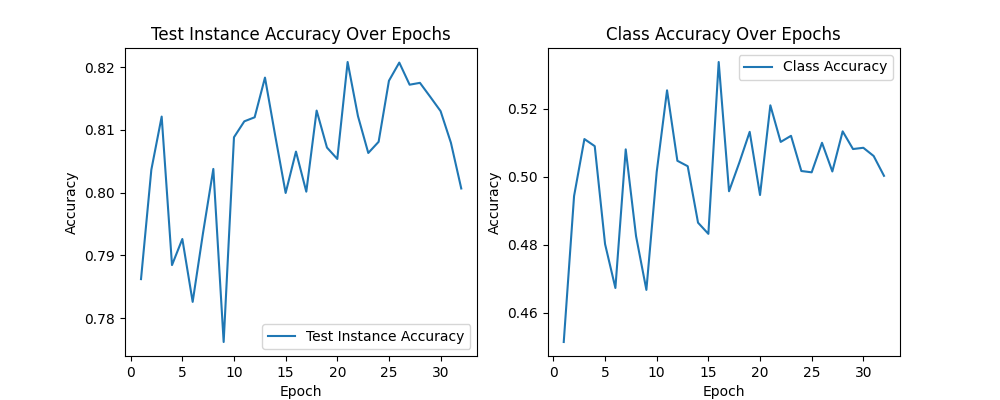 Test Instance Accuracy Over Epochs
0.82
0.81
0.80
0.79
0.78
Accuracy
Test Instance Accuracy
0 5 10 15 20 25 30
Epoch
Class Accuracy Over Epochs
Class Accuracy
0.52
0.50
0.48
0.46
Accuracy
0 5 10 15 20 25 30
Epoch